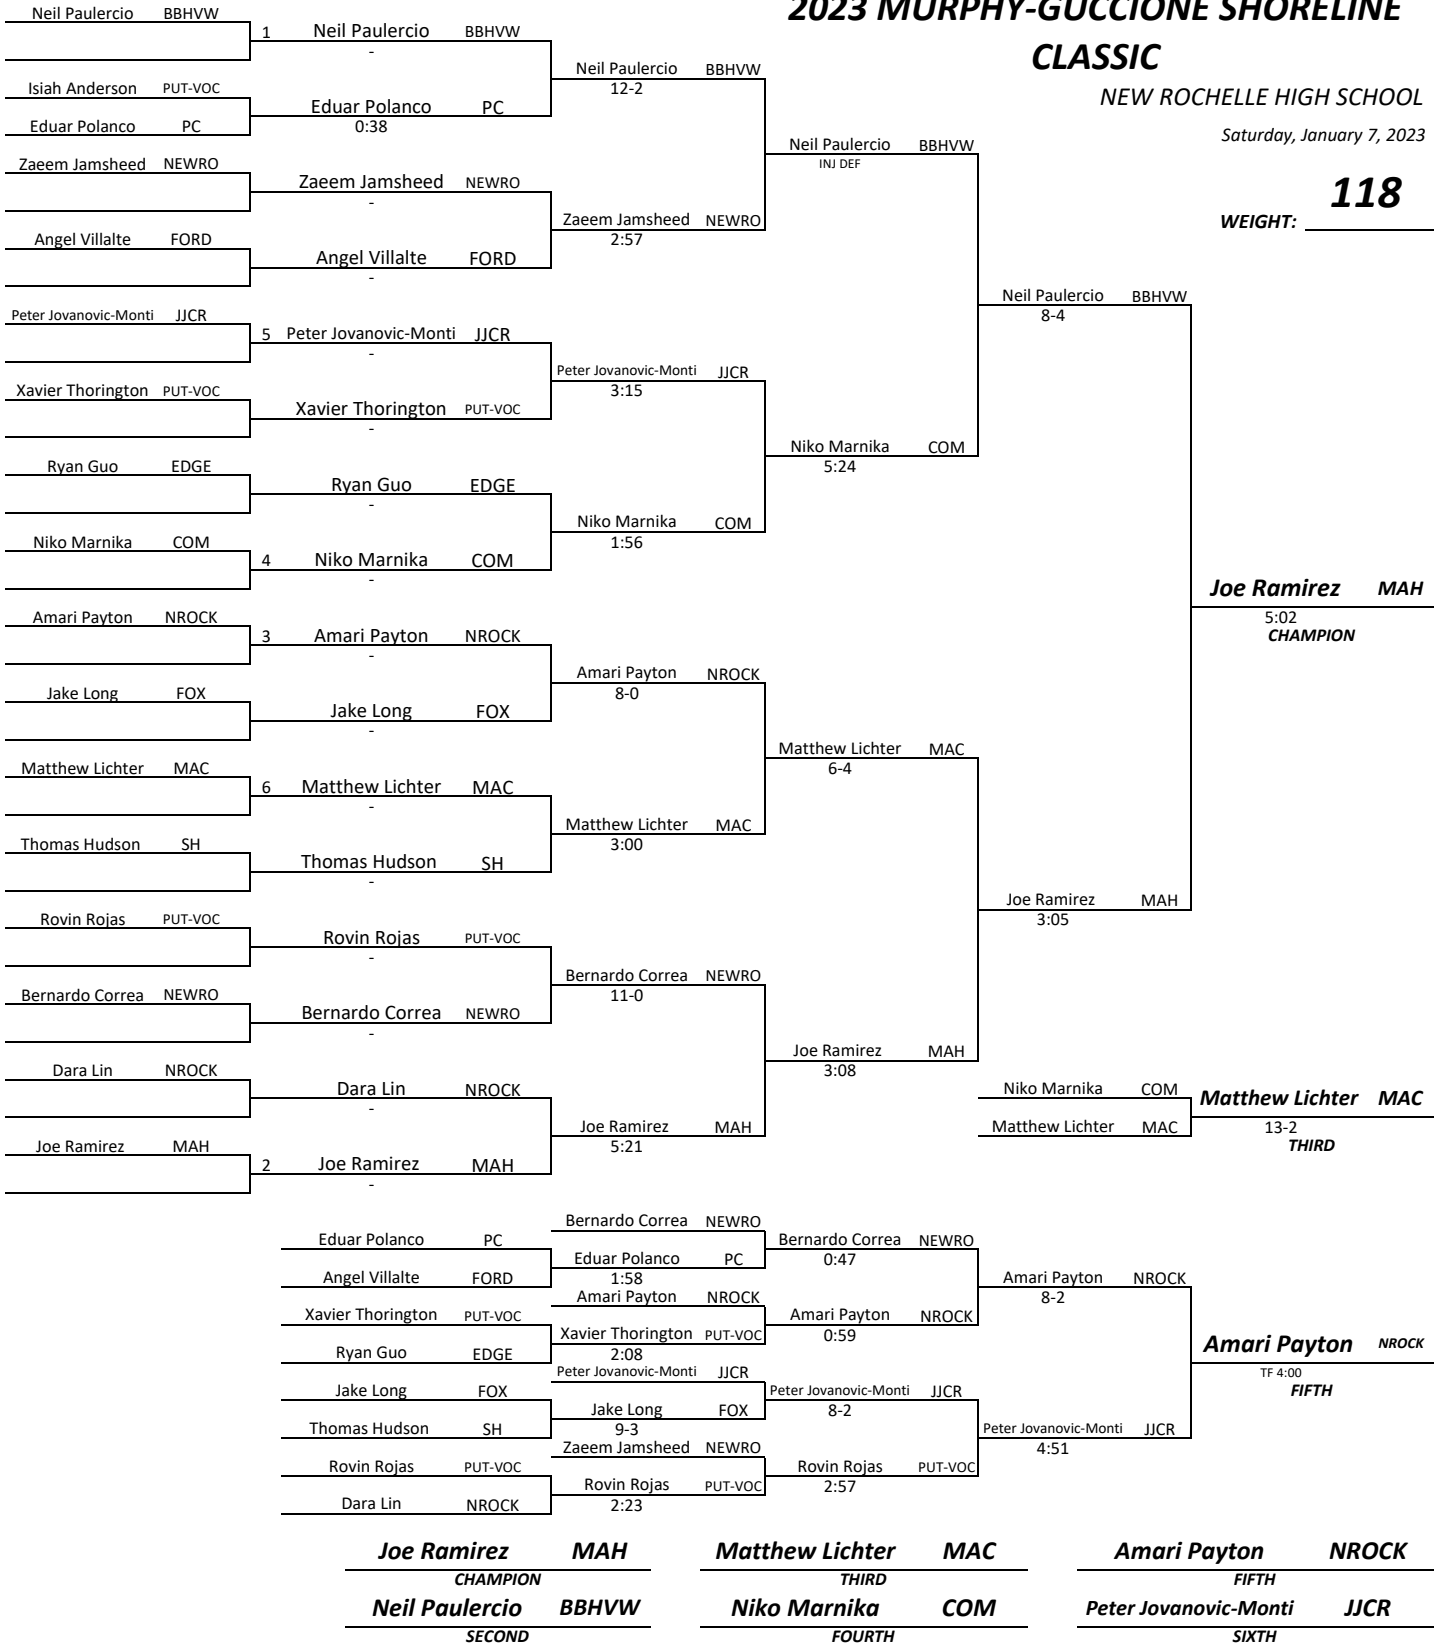 2023 MURPHY-GUCCIONE SHORELINE
CLASSIC
NEW ROCHELLE HIGH SCHOOL
Saturday, January 7, 2023
WEIGHT: 118
Neil Paulercio BBHVW
Isiah Anderson PUT-VOC
Eduar Polanco PC
Zaeem Jamsheed NEWRO
Angel Villalte FORD
Peter Jovanovic-Monti JJCR
Xavier Thorington PUT-VOC
Ryan Guo EDGE
Niko Marnika COM
Amari Payton NROCK
Jake Long FOX
Matthew Lichter MAC
Thomas Hudson SH
Rovin Rojas PUT-VOC
Bernardo Correa NEWRO
Dara Lin NROCK
Joe Ramirez MAH
1 Neil Paulercio BBHVW
-
Eduar Polanco PC
0:38
Zaeem Jamsheed NEWRO
-
Angel Villalte FORD
-
5 Peter Jovanovic-Monti JJCR
-
Xavier Thorington PUT-VOC
-
Ryan Guo EDGE
-
4 Niko Marnika COM
-
3 Amari Payton NROCK
-
Jake Long FOX
-
6 Matthew Lichter MAC
-
Thomas Hudson SH
-
Rovin Rojas PUT-VOC
-
Bernardo Correa NEWRO
-
Dara Lin NROCK
-
2 Joe Ramirez MAH
-
Neil Paulercio BBHVW
12-2
Zaeem Jamsheed NEWRO
2:57
Peter Jovanovic-Monti JJCR
3:15
Niko Marnika COM
1:56
Amari Payton NROCK
8-0
Matthew Lichter MAC
3:00
Bernardo Correa NEWRO
11-0
Joe Ramirez MAH
5:21
Neil Paulercio BBHVW
INJ DEF
Niko Marnika COM
5:24
Matthew Lichter MAC
6-4
Joe Ramirez MAH
3:08
Neil Paulercio BBHVW
8-4
Joe Ramirez MAH
3:05
Joe Ramirez MAH
5:02
CHAMPION
Niko Marnika COM
Matthew Lichter MAC
Matthew Lichter MAC
13-2
THIRD
Eduar Polanco PC
Angel Villalte FORD
Xavier Thorington PUT-VOC
Ryan Guo EDGE
Jake Long FOX
Thomas Hudson SH
Rovin Rojas PUT-VOC
Dara Lin NROCK
Bernardo Correa NEWRO
Eduar Polanco PC
1:58
Amari Payton NROCK
Xavier Thorington PUT-VOC
2:08
Peter Jovanovic-Monti JJCR
Jake Long FOX
9-3
Zaeem Jamsheed NEWRO
Rovin Rojas PUT-VOC
2:23
Bernardo Correa NEWRO
0:47
Amari Payton NROCK
0:59
Peter Jovanovic-Monti JJCR
8-2
Rovin Rojas PUT-VOC
2:57
Amari Payton NROCK
8-2
Peter Jovanovic-Monti JJCR
4:51
Amari Payton NROCK
TF 4:00
FIFTH
Joe Ramirez MAH Matthew Lichter MAC Amari Payton NROCK
CHAMPION THIRD FIFTH
Neil Paulercio BBHVW Niko Marnika COM Peter Jovanovic-Monti JJCR
SECOND FOURTH SIXTH